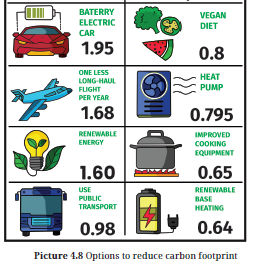 BATERRY
ELECTRIC
CAR
1.95
VEGAN
DIET
0.8
ONE LESS
LONG-HAUL
FLIGHT
PER YEAR
1.68
HEAT
PUMP
0.795
RENEWABLE
ENERGY
1.60
IMPROVED
COOKING
EQUIPMENT
0.65
USE
PUBLIC
TRANSPORT
0.98
RENEWABLE
BASE
HEATING
0.64
Picture 4.8 Options to reduce carbon footprint